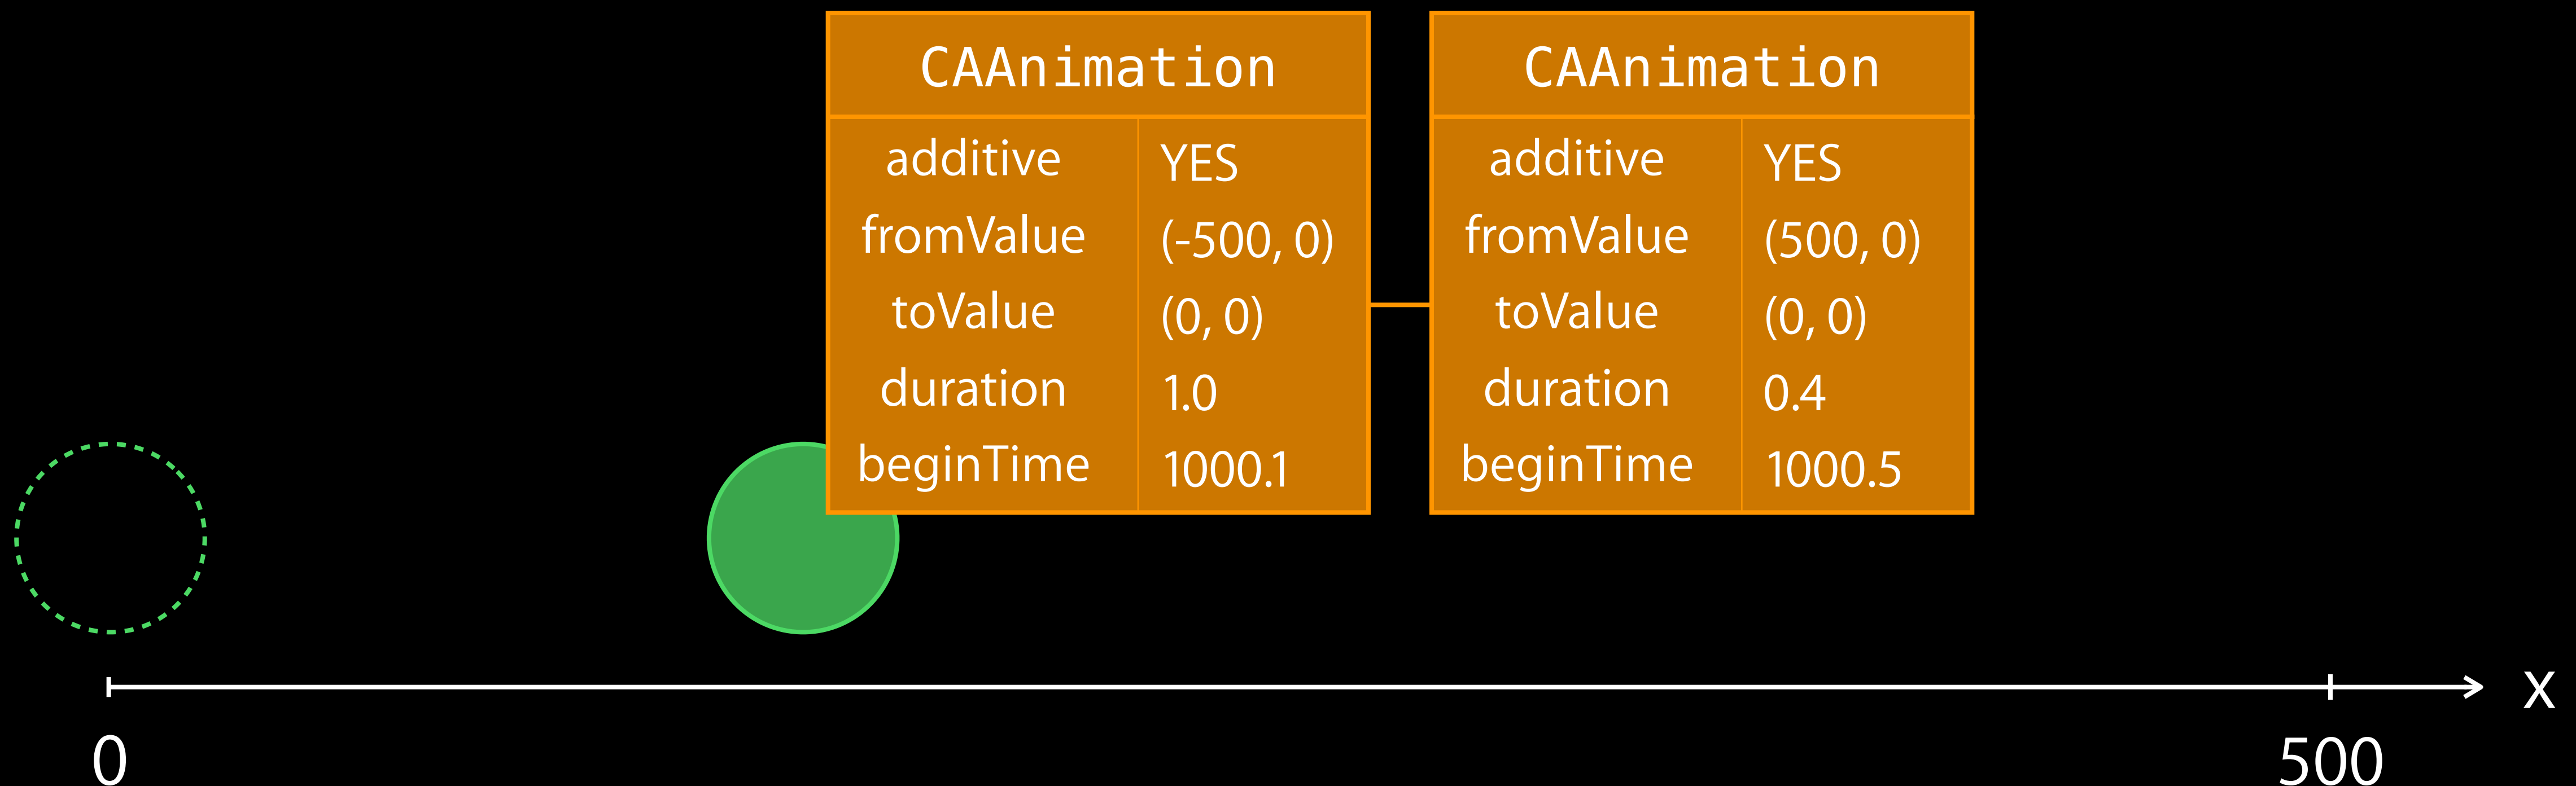 CAAnimation
additive YES
fromValue (-500, 0)
toValue (0, 0)
duration 1.0
beginTime 1000.1
CAAnimation
additive YES
fromValue (500, 0)
toValue (0, 0)
duration 0.4
beginTime 1000.5
x
0
500